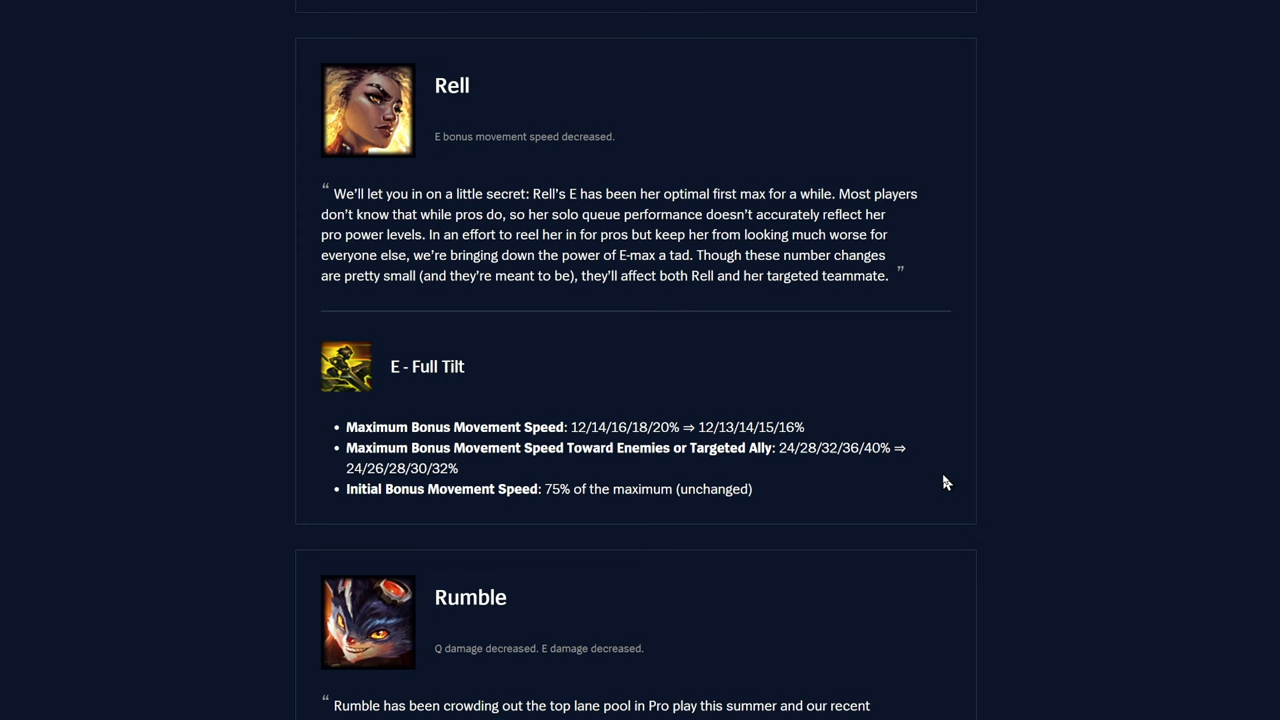 Rell
E bonus movement speed decreased.
“ We’ll let you in on a little secret: Rell’s E has been her optimal first max for a while. Most players
don’t know that while pros do, so her solo queue performance doesn’t accurately reflect her
pro power levels. In an effort to reel her in for pros but keep her from looking much worse for
everyone else, we’re bringing down the power of E-max a tad. Though these number changes
are pretty small (and they’re meant to be), they’ll affect both Rell and her targeted teammate. ”
E - Full Tilt
• Maximum Bonus Movement Speed: 12/14/16/18/20% ⇒ 12/13/14/15/16%
• Maximum Bonus Movement Speed Toward Enemies or Targeted Ally: 24/28/32/36/40% ⇒
24/26/28/30/32%
• Initial Bonus Movement Speed: 75% of the maximum (unchanged)
Rumble
Q damage decreased. E damage decreased.
“ Rumble has been crowding out the top lane pool in Pro play this summer and our recent